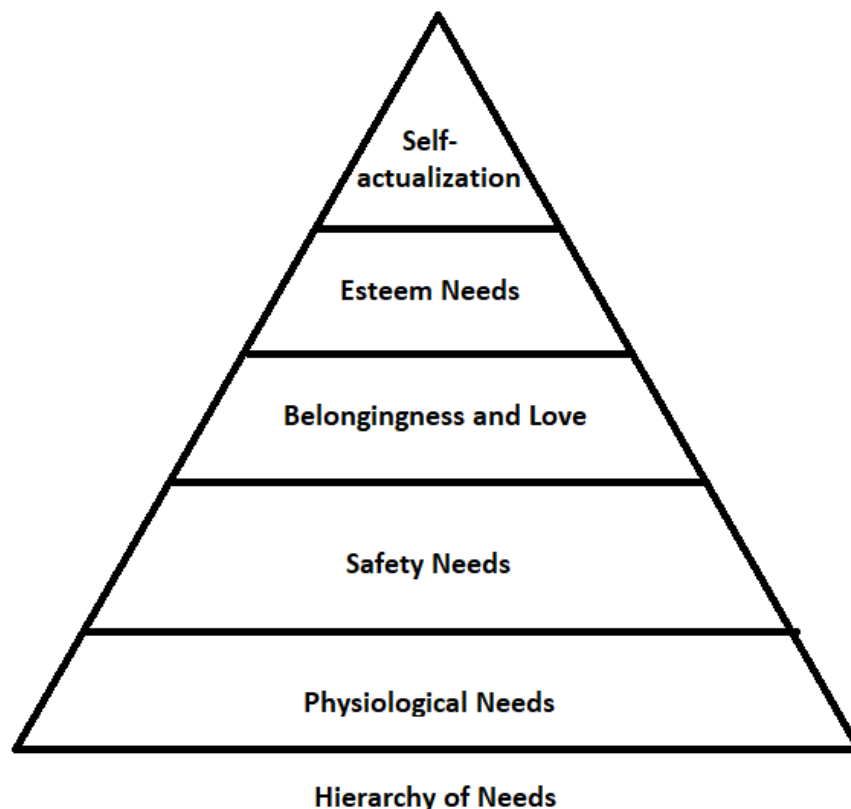 Self-
actualization
Esteem Needs
Belongingness and Love
Safety Needs
Physiological Needs
Hierarchy of Needs